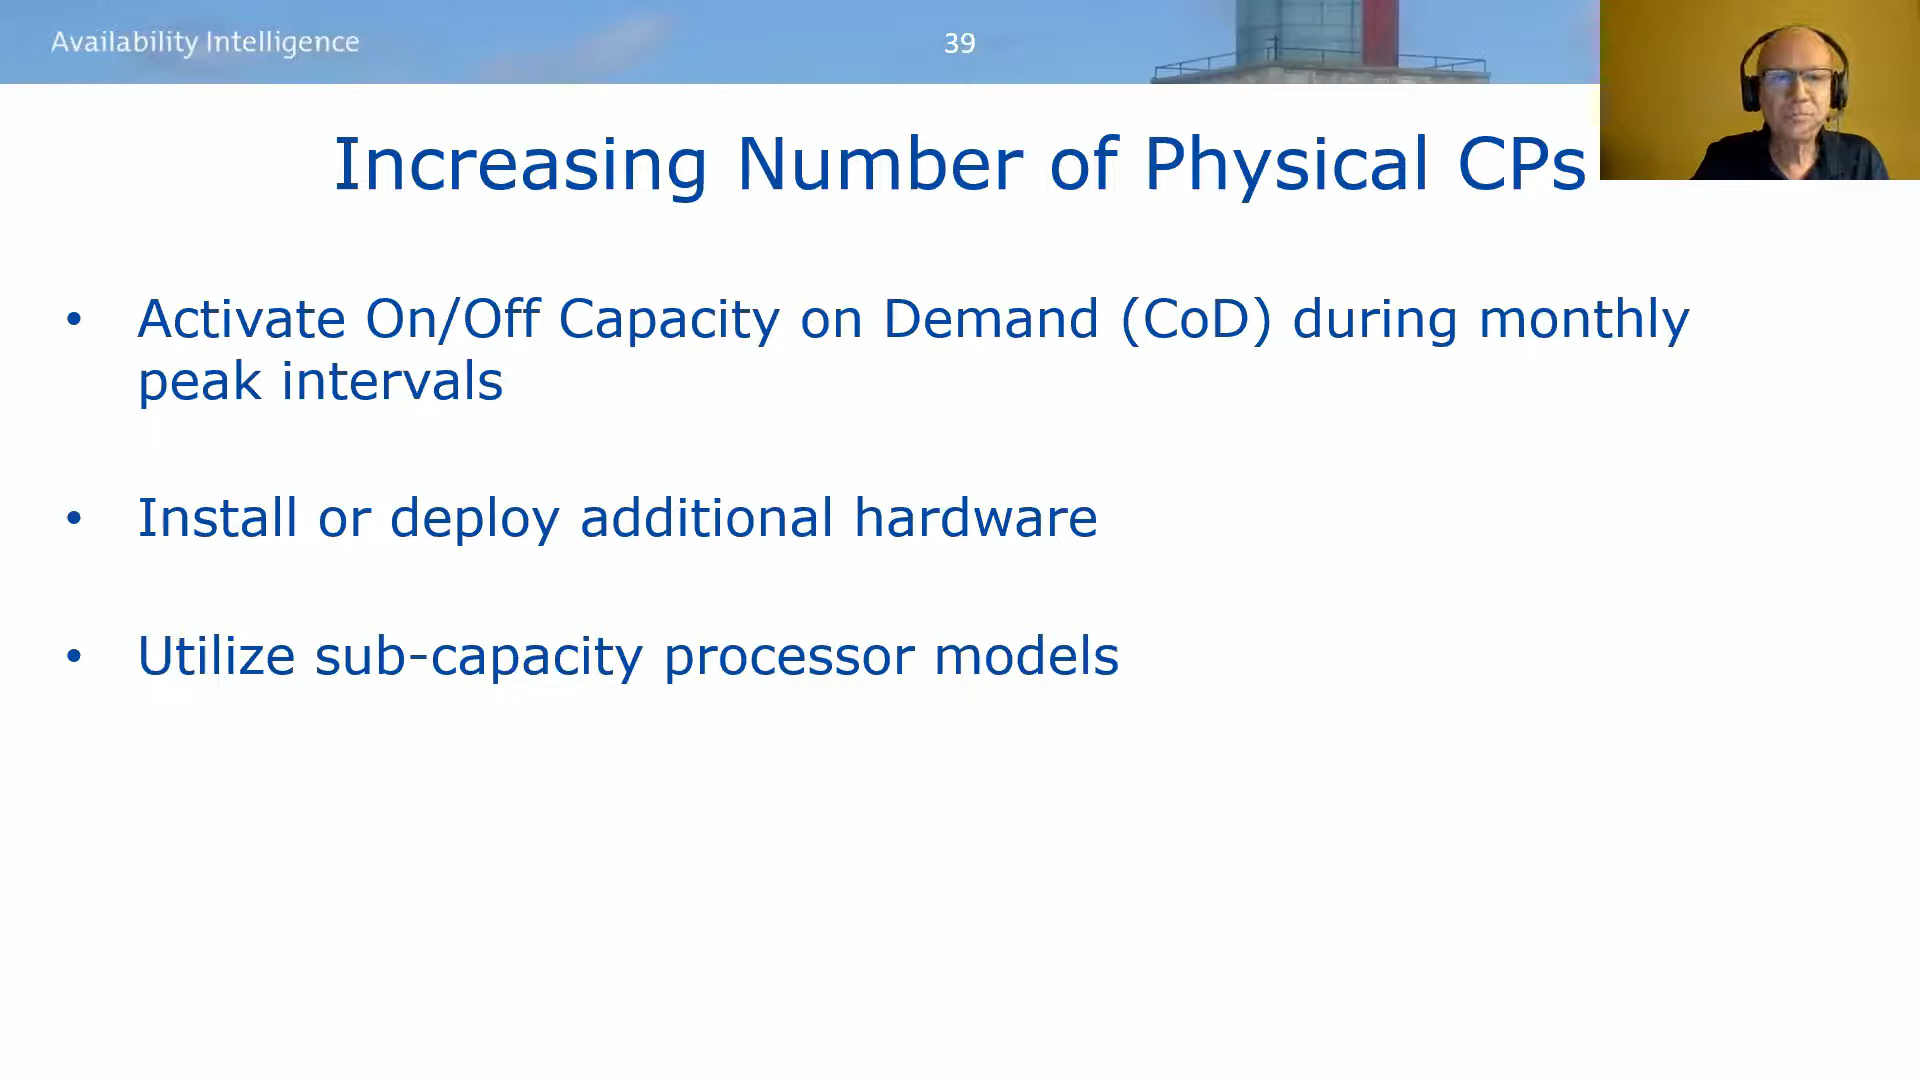 Availability Intelligence
39
Increasing Number of Physical CPs
• Activate On/Off Capacity on Demand (CoD) during monthly
peak intervals
• Install or deploy additional hardware
• Utilize sub-capacity processor models